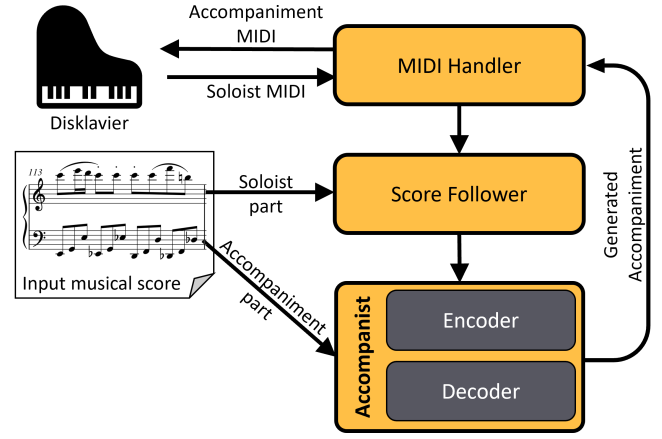 Accompaniment
MIDI
MIDI Handler
Soloist MIDI
Disklavier
113
Soloist
part
Score Follower
Generated
Accompaniment
Accompaniment
part
Input musical score
Accompanist
Encoder
Decoder